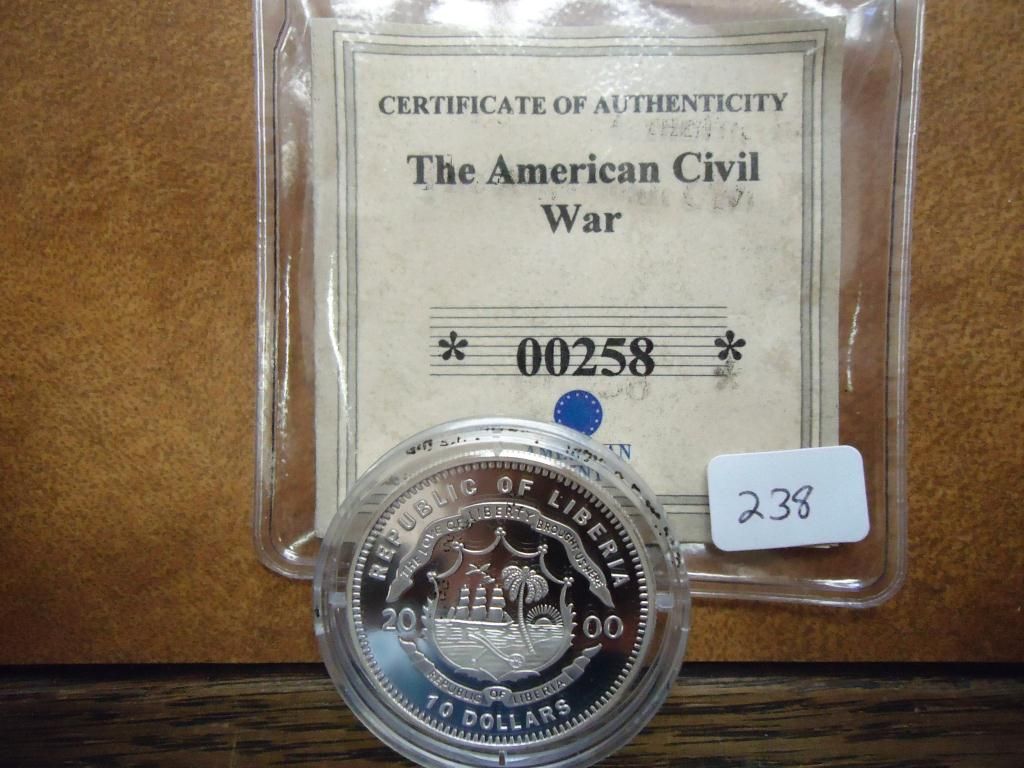 CERTIFICATE OF AUTHENTICITY
The American Civil
War
* 00258 *
238
REPUBLIC OF LIBERIA
THE LOVE OF LIBERTY BROUGHT US HERE
20 00
REPUBLIC OF LIBERIA
10 DOLLARS